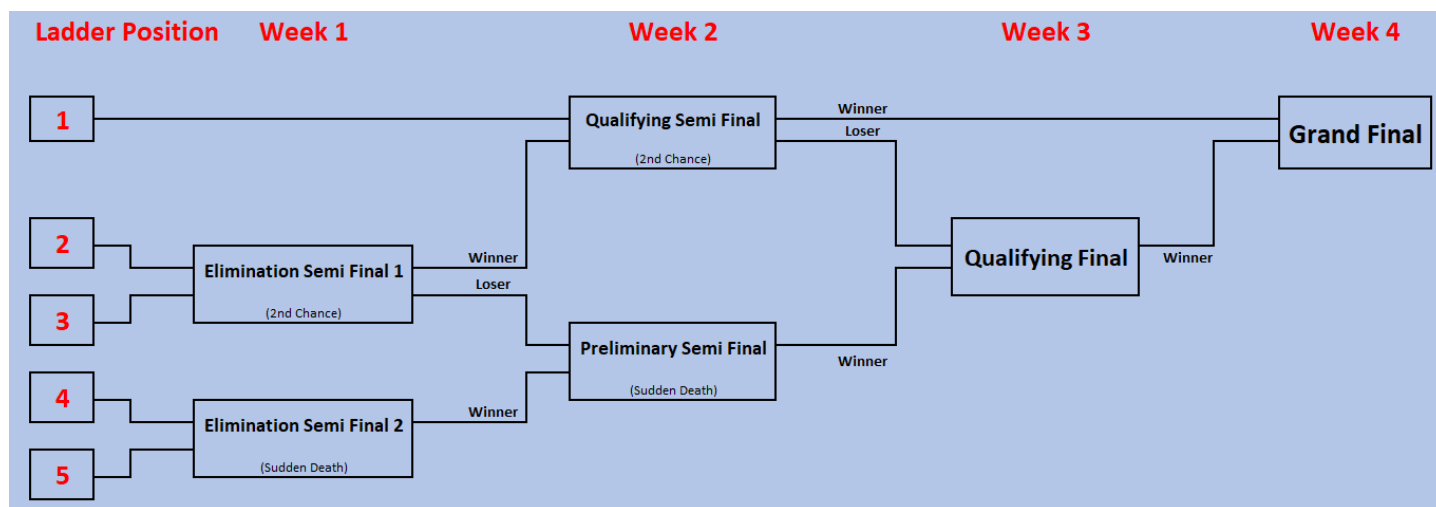 Ladder Position Week 1 Week 2 Week 3 Week 4
1
Qualifying Semi Final
(2nd Chance)
Winner
Loser
Grand Final
2
3
Elimination Semi Final 1
(2nd Chance)
Winner
Loser
Qualifying Final
Winner
Preliminary Semi Final
(Sudden Death)
Winner
4
5
Elimination Semi Final 2
(Sudden Death)
Winner